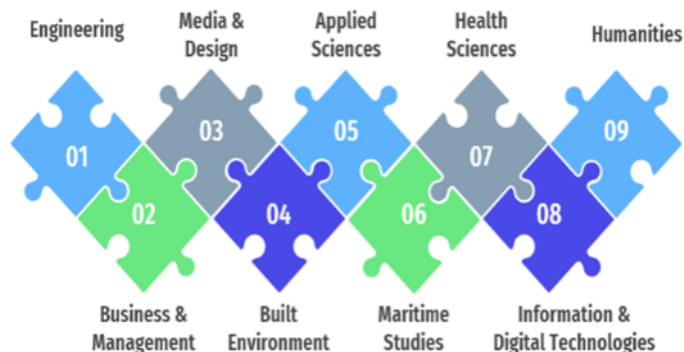 Engineering
Media &
Design
Applied
Sciences
Health
Sciences
Humanities
01
03
05
07
09
02
04
06
08
Business &
Management
Built
Environment
Maritime
Studies
Information &
Digital Technologies